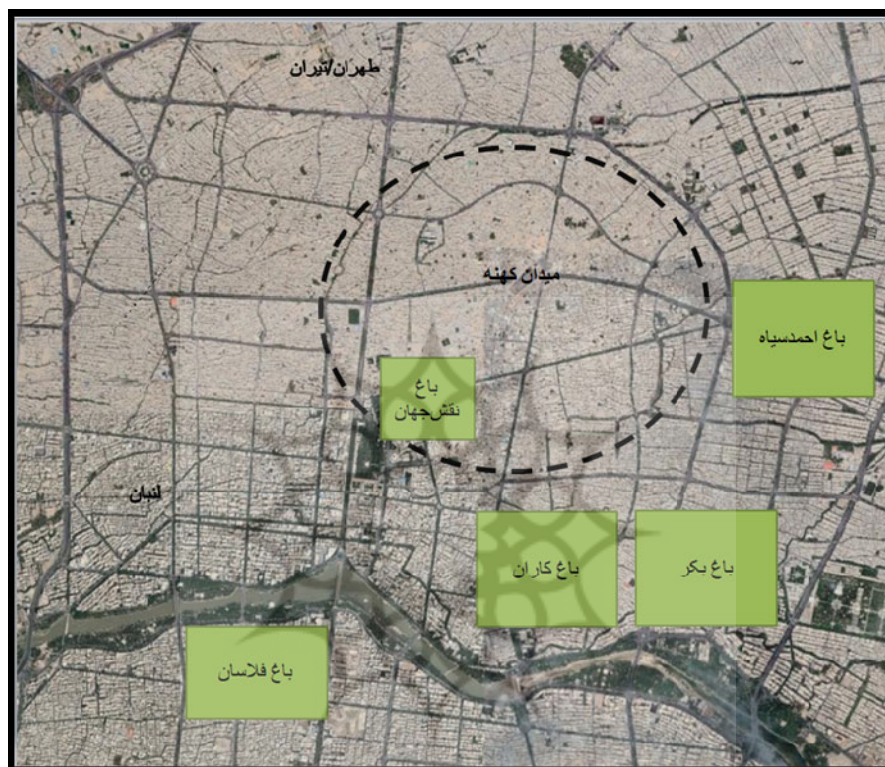 طهران/تیران
میدان کهنه
باغ احمدسیاه
باغ
نقش‌جهان
لنبان
باغ کاران
باغ بکر
باغ فلاسان